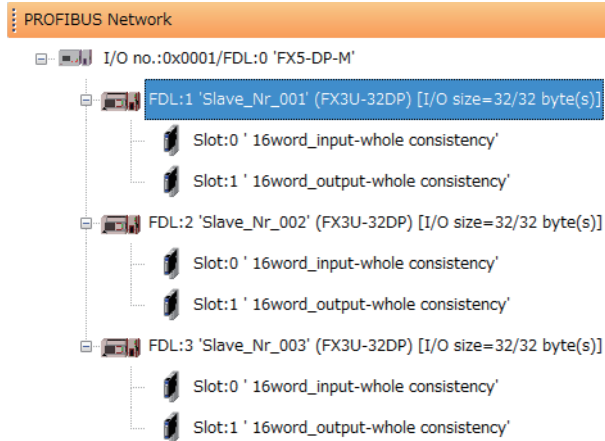 PROFIBUS Network
I/O no.:0x0001/FDL:0 'FX5-DP-M'
FDL:1 'Slave_Nr_001' (FX3U-32DP) [I/O size=32/32 byte(s)]
Slot:0 ' 16word_input-whole consistency'
Slot:1 ' 16word_output-whole consistency'
FDL:2 'Slave_Nr_002' (FX3U-32DP) [I/O size=32/32 byte(s)]
Slot:0 ' 16word_input-whole consistency'
Slot:1 ' 16word_output-whole consistency'
FDL:3 'Slave_Nr_003' (FX3U-32DP) [I/O size=32/32 byte(s)]
Slot:0 ' 16word_input-whole consistency'
Slot:1 ' 16word_output-whole consistency'